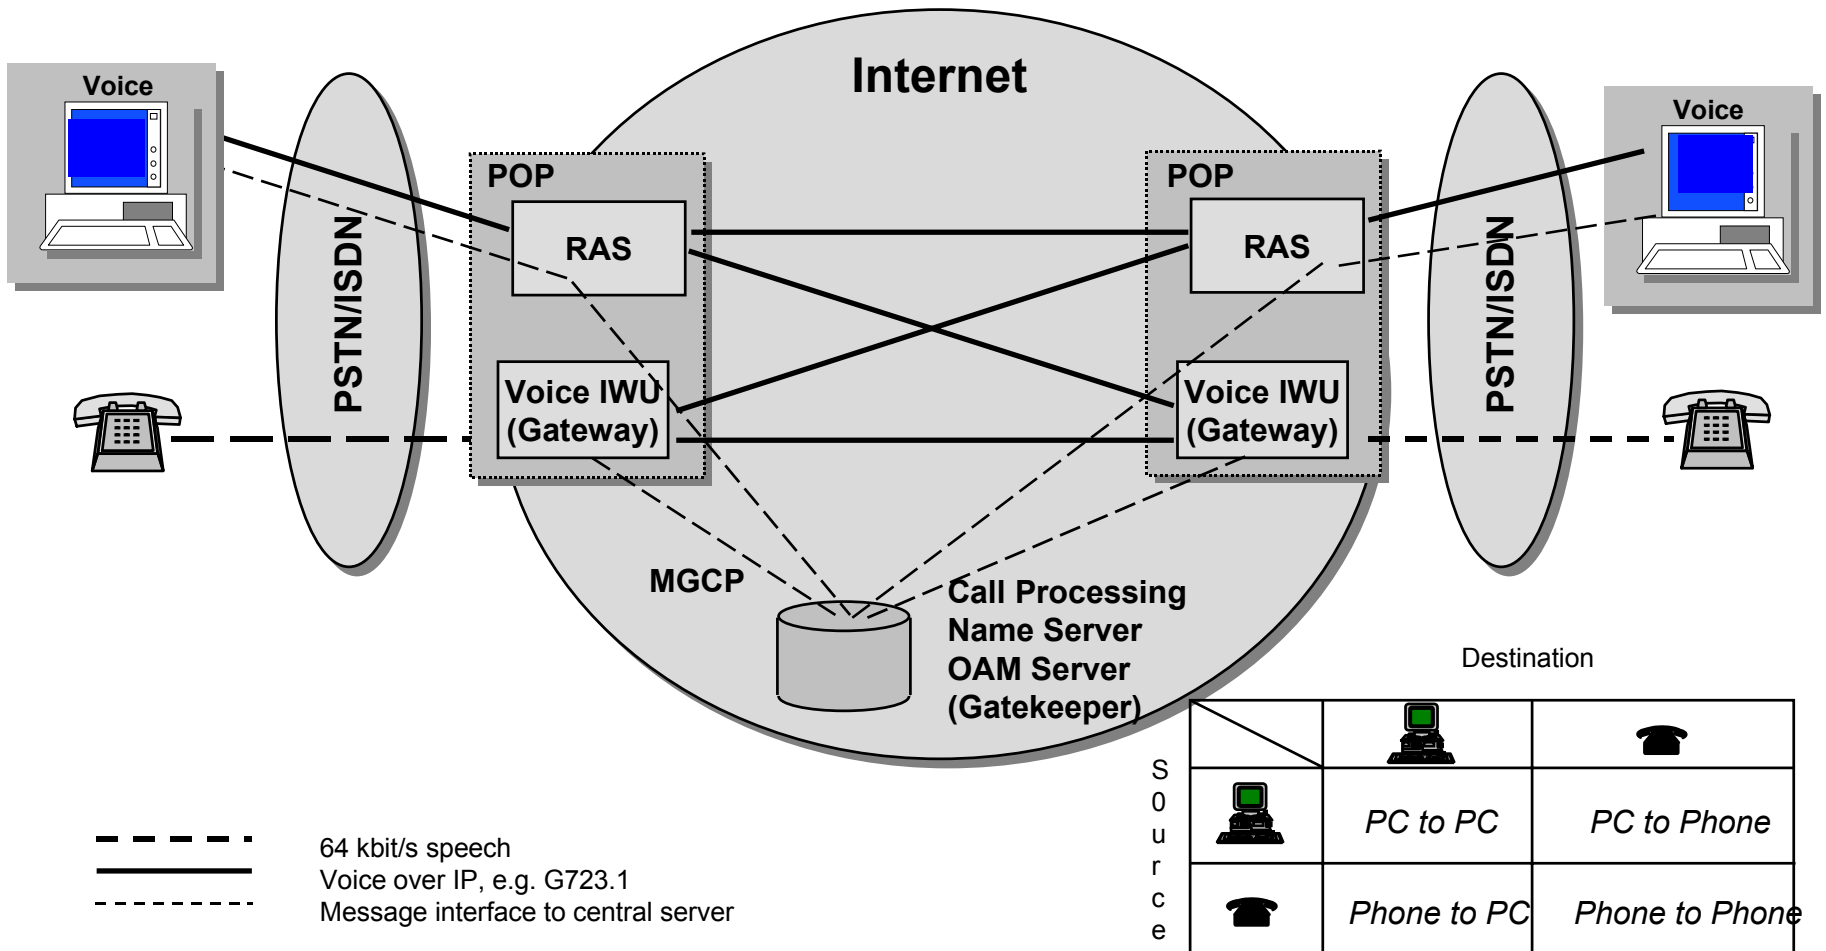 Internet
Voice
POP
RAS
Voice IWU
(Gateway)
PSTN/ISDN
POP
RAS
Voice IWU
(Gateway)
PSTN/ISDN
Voice
MGCP
Call Processing
Name Server
OAM Server
(Gatekeeper)
64 kbit/s speech
Voice over IP, e.g. G723.1
Message interface to central server
Destination
S0urce
PC to PC
PC to Phone
Phone to PC
Phone to Phone